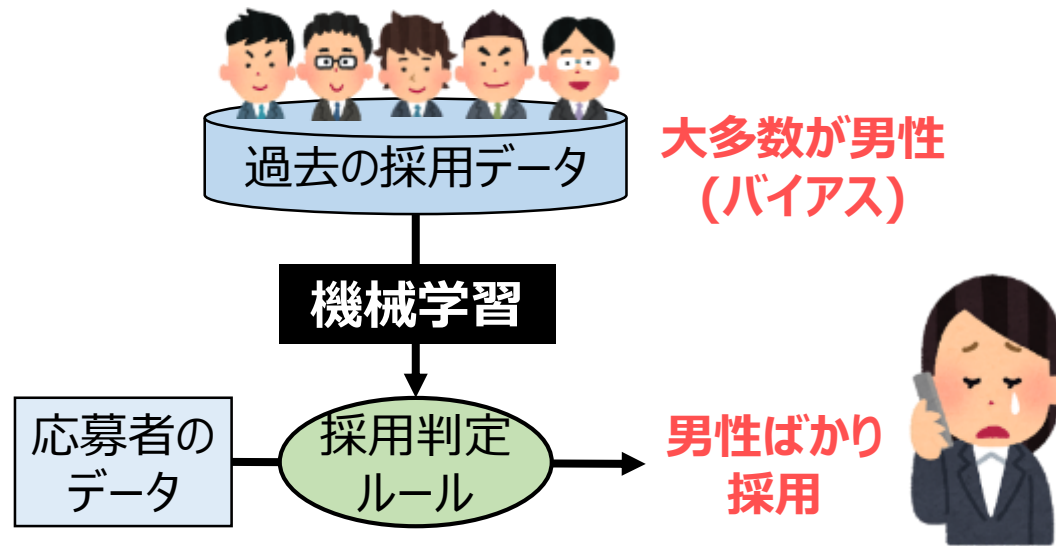 過去の採用データ
大多数が男性
(バイアス)
機械学習
応募者の
データ
採用判定
ルール
男性ばかり
採用